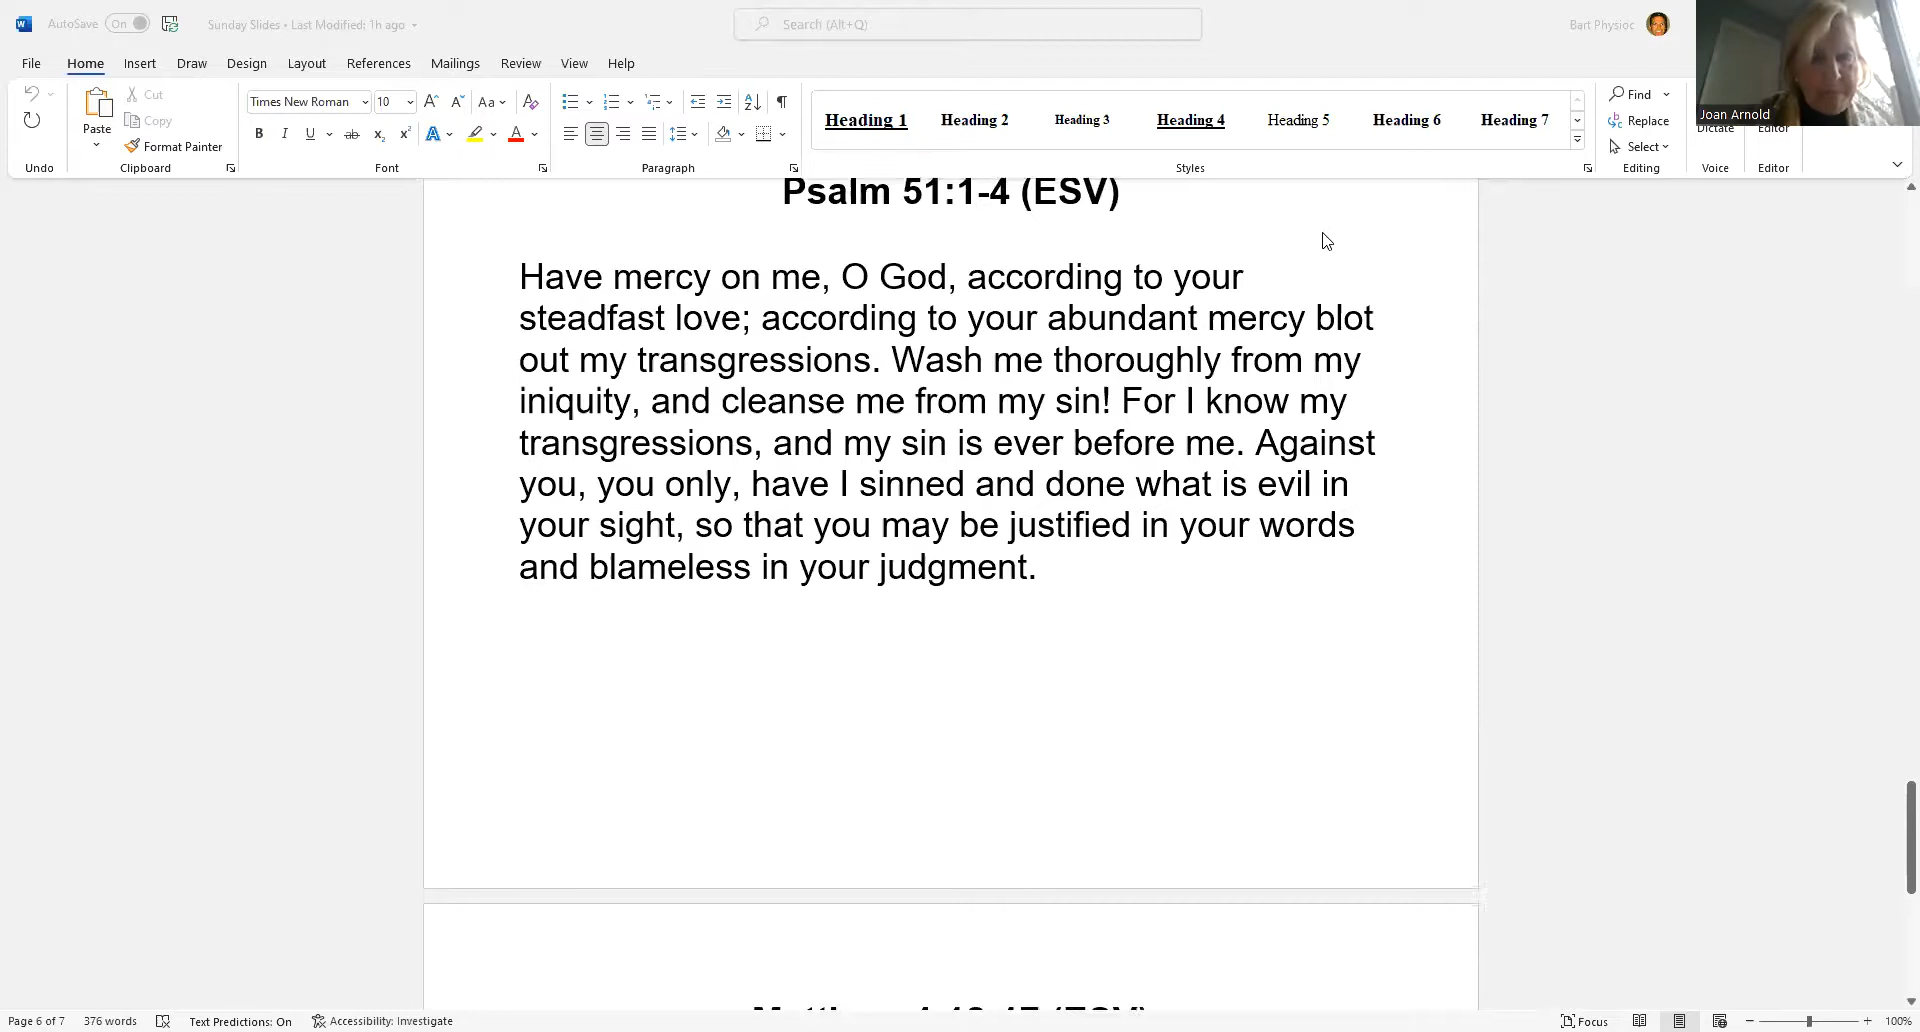 AutoSave On Sunday Slides • Last Modified: 1h ago Search (Alt+Q) Bart Physioc
File Home Insert Draw Design Layout References Mailings Review View Help
Joan Arnold
Paste Cut Copy Format Painter
Times New Roman 10
Heading 1 Heading 2 Heading 3 Heading 4 Heading 5 Heading 6 Heading 7
Find Replace Select
Dictate Editor
Undo Clipboard Font Paragraph Styles Editing Voice Editor
Psalm 51:1-4 (ESV)
Have mercy on me, O God, according to your
steadfast love; according to your abundant mercy blot
out my transgressions. Wash me thoroughly from my
iniquity, and cleanse me from my sin! For I know my
transgressions, and my sin is ever before me. Against
you, you only, have I sinned and done what is evil in
your sight, so that you may be justified in your words
and blameless in your judgment.
(ESV)
Page 6 of 7 376 words Text Predictions: On Accessibility: Investigate Focus 100%